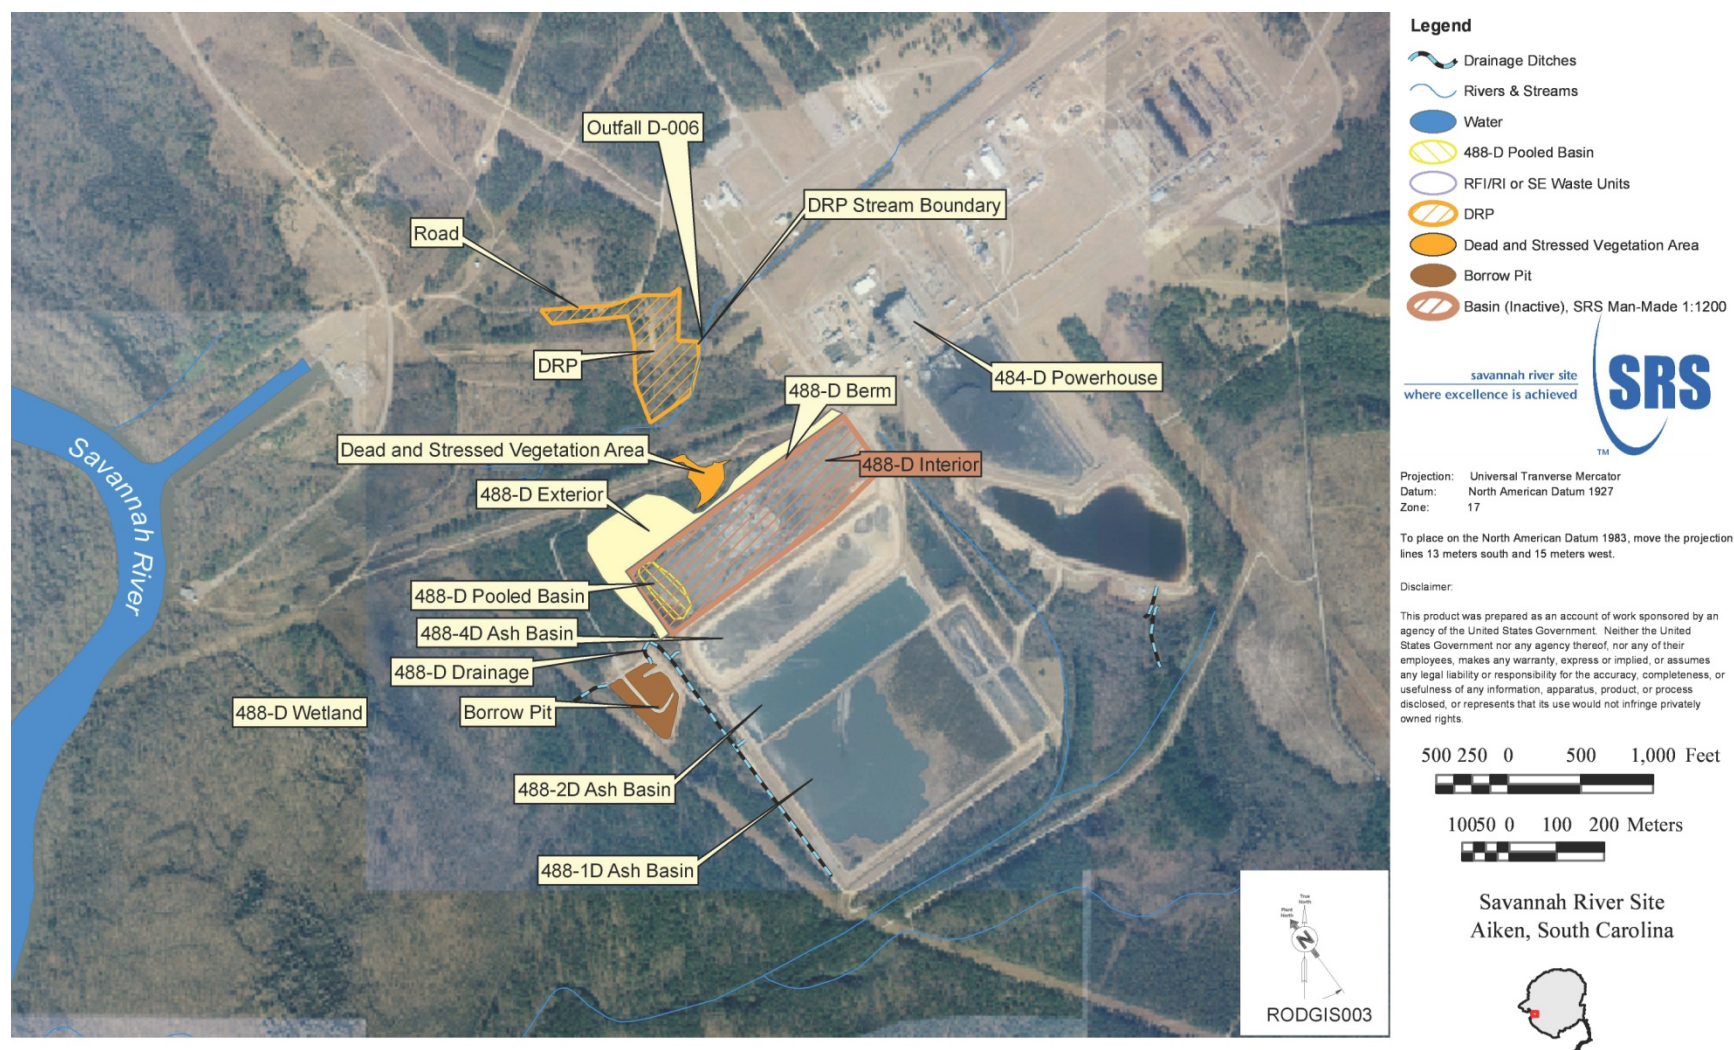 Outfall D-006
DRP Stream Boundary
Road
DRP
484-D Powerhouse
488-D Berm
Dead and Stressed Vegetation Area
488-D Interior
488-D Exterior
488-D Pooled Basin
488-4D Ash Basin
488-D Drainage
488-D Wetland
Borrow Pit
488-2D Ash Basin
488-1D Ash Basin
Savannah River
True
North
Plant
North
N
RODGIS003
Legend
Drainage Ditches
Rivers & Streams
Water
488-D Pooled Basin
RFI/RI or SE Waste Units
DRP
Dead and Stressed Vegetation Area
Borrow Pit
Basin (Inactive), SRS Man-Made 1:1200
savannah river site
where excellence is achieved
SRS
TM
Projection: Universal Tranverse Mercator
Datum: North American Datum 1927
Zone: 17
To place on the North American Datum 1983, move the projection
lines 13 meters south and 15 meters west.
Disclaimer:
This product was prepared as an account of work sponsored by an
agency of the United States Government. Neither the United
States Government nor any agency thereof, nor any of their
employees, makes any warranty, express or implied, or assumes
any legal liability or responsibility for the accuracy, completeness, or
usefulness of any information, apparatus, product, or process
disclosed, or represents that its use would not infringe privately
owned rights.
500 250 0 500 1,000 Feet
10050 0 100 200 Meters
Savannah River Site
Aiken, South Carolina